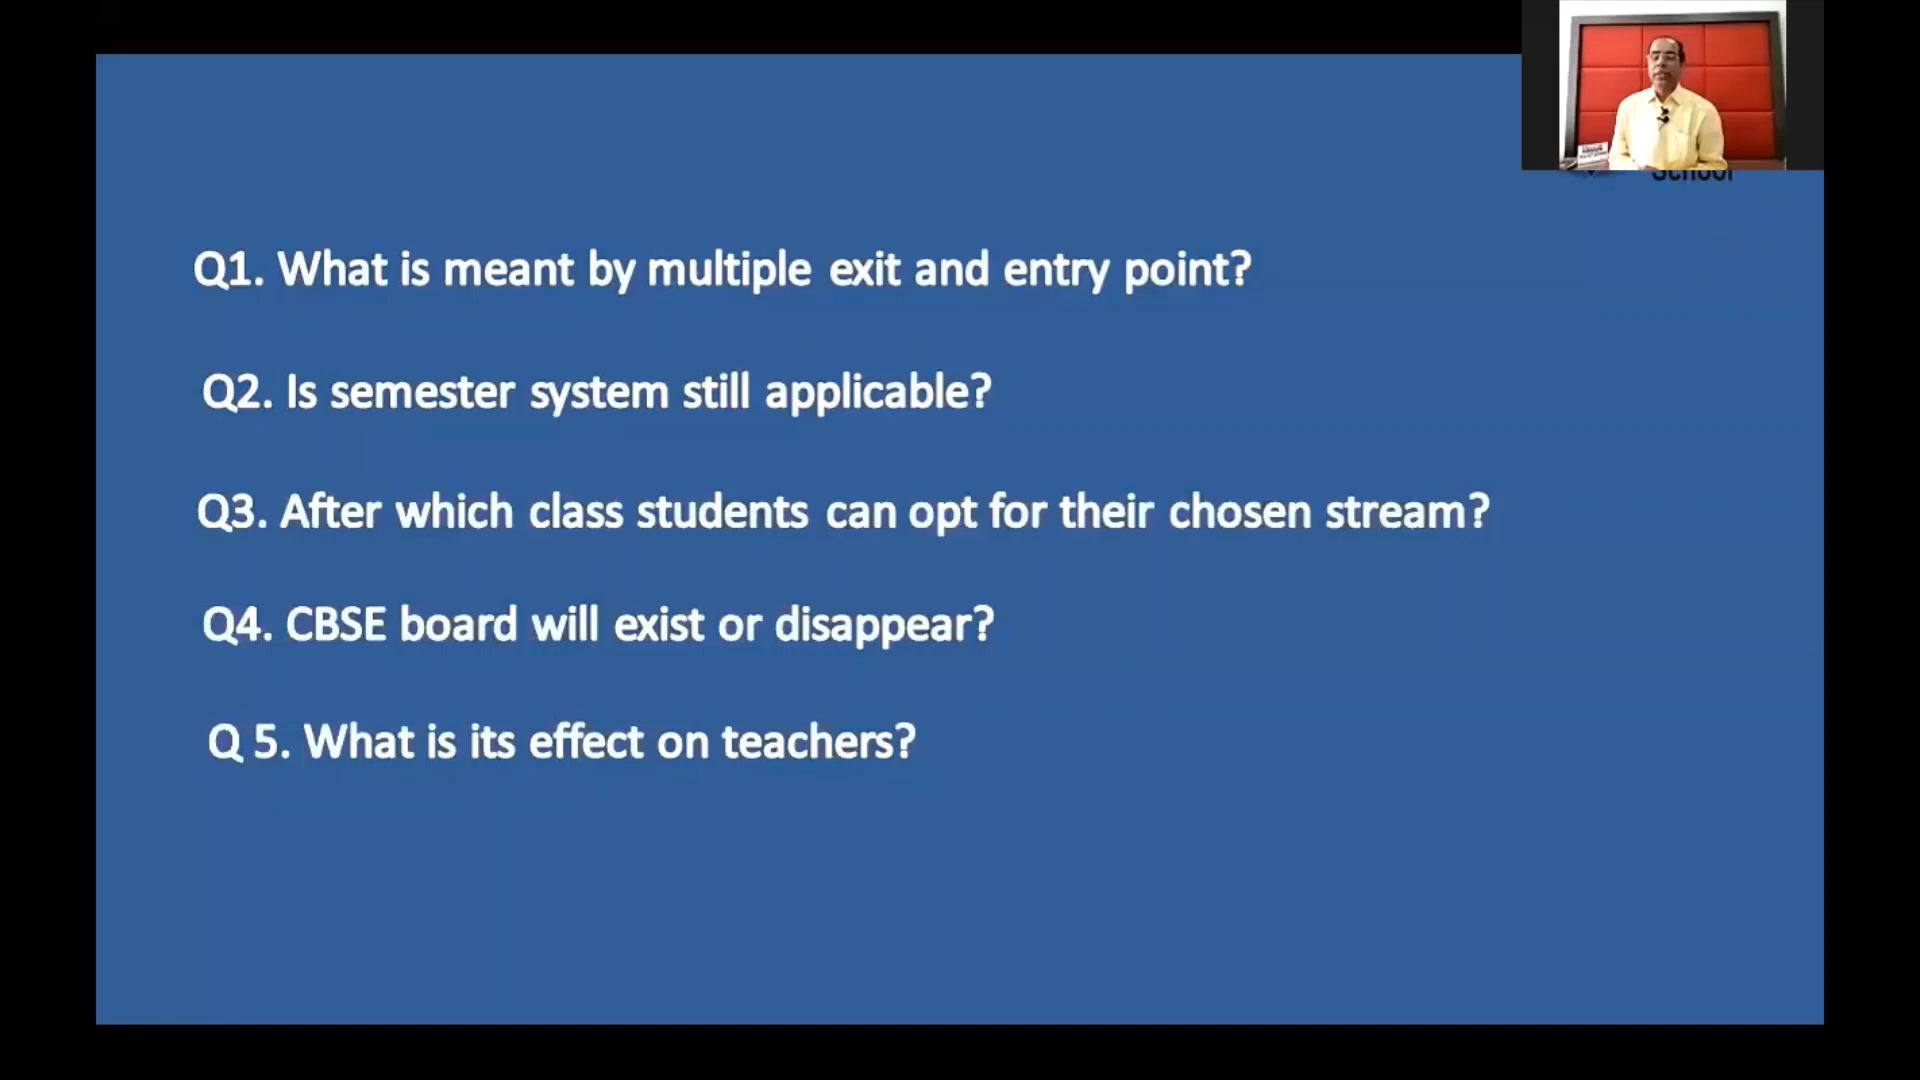 School
Q1. What is meant by multiple exit and entry point?
Q2. Is semester system still applicable?
Q3. After which class students can opt for their chosen stream?
Q4. CBSE board will exist or disappear?
Q 5. What is its effect on teachers?